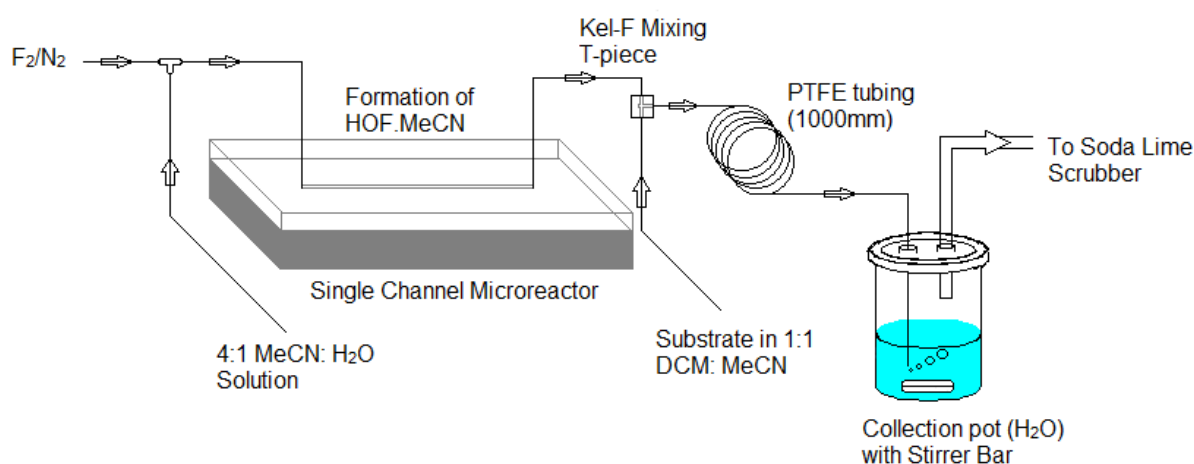 F₂/N₂
Formation of
HOF.MeCN
Kel-F Mixing
T-piece
PTFE tubing
(1000mm)
To Soda Lime
Scrubber
Single Channel Microreactor
4:1 MeCN: H₂O
Solution
Substrate in 1:1
DCM: MeCN
Collection pot (H₂O)
with Stirrer Bar